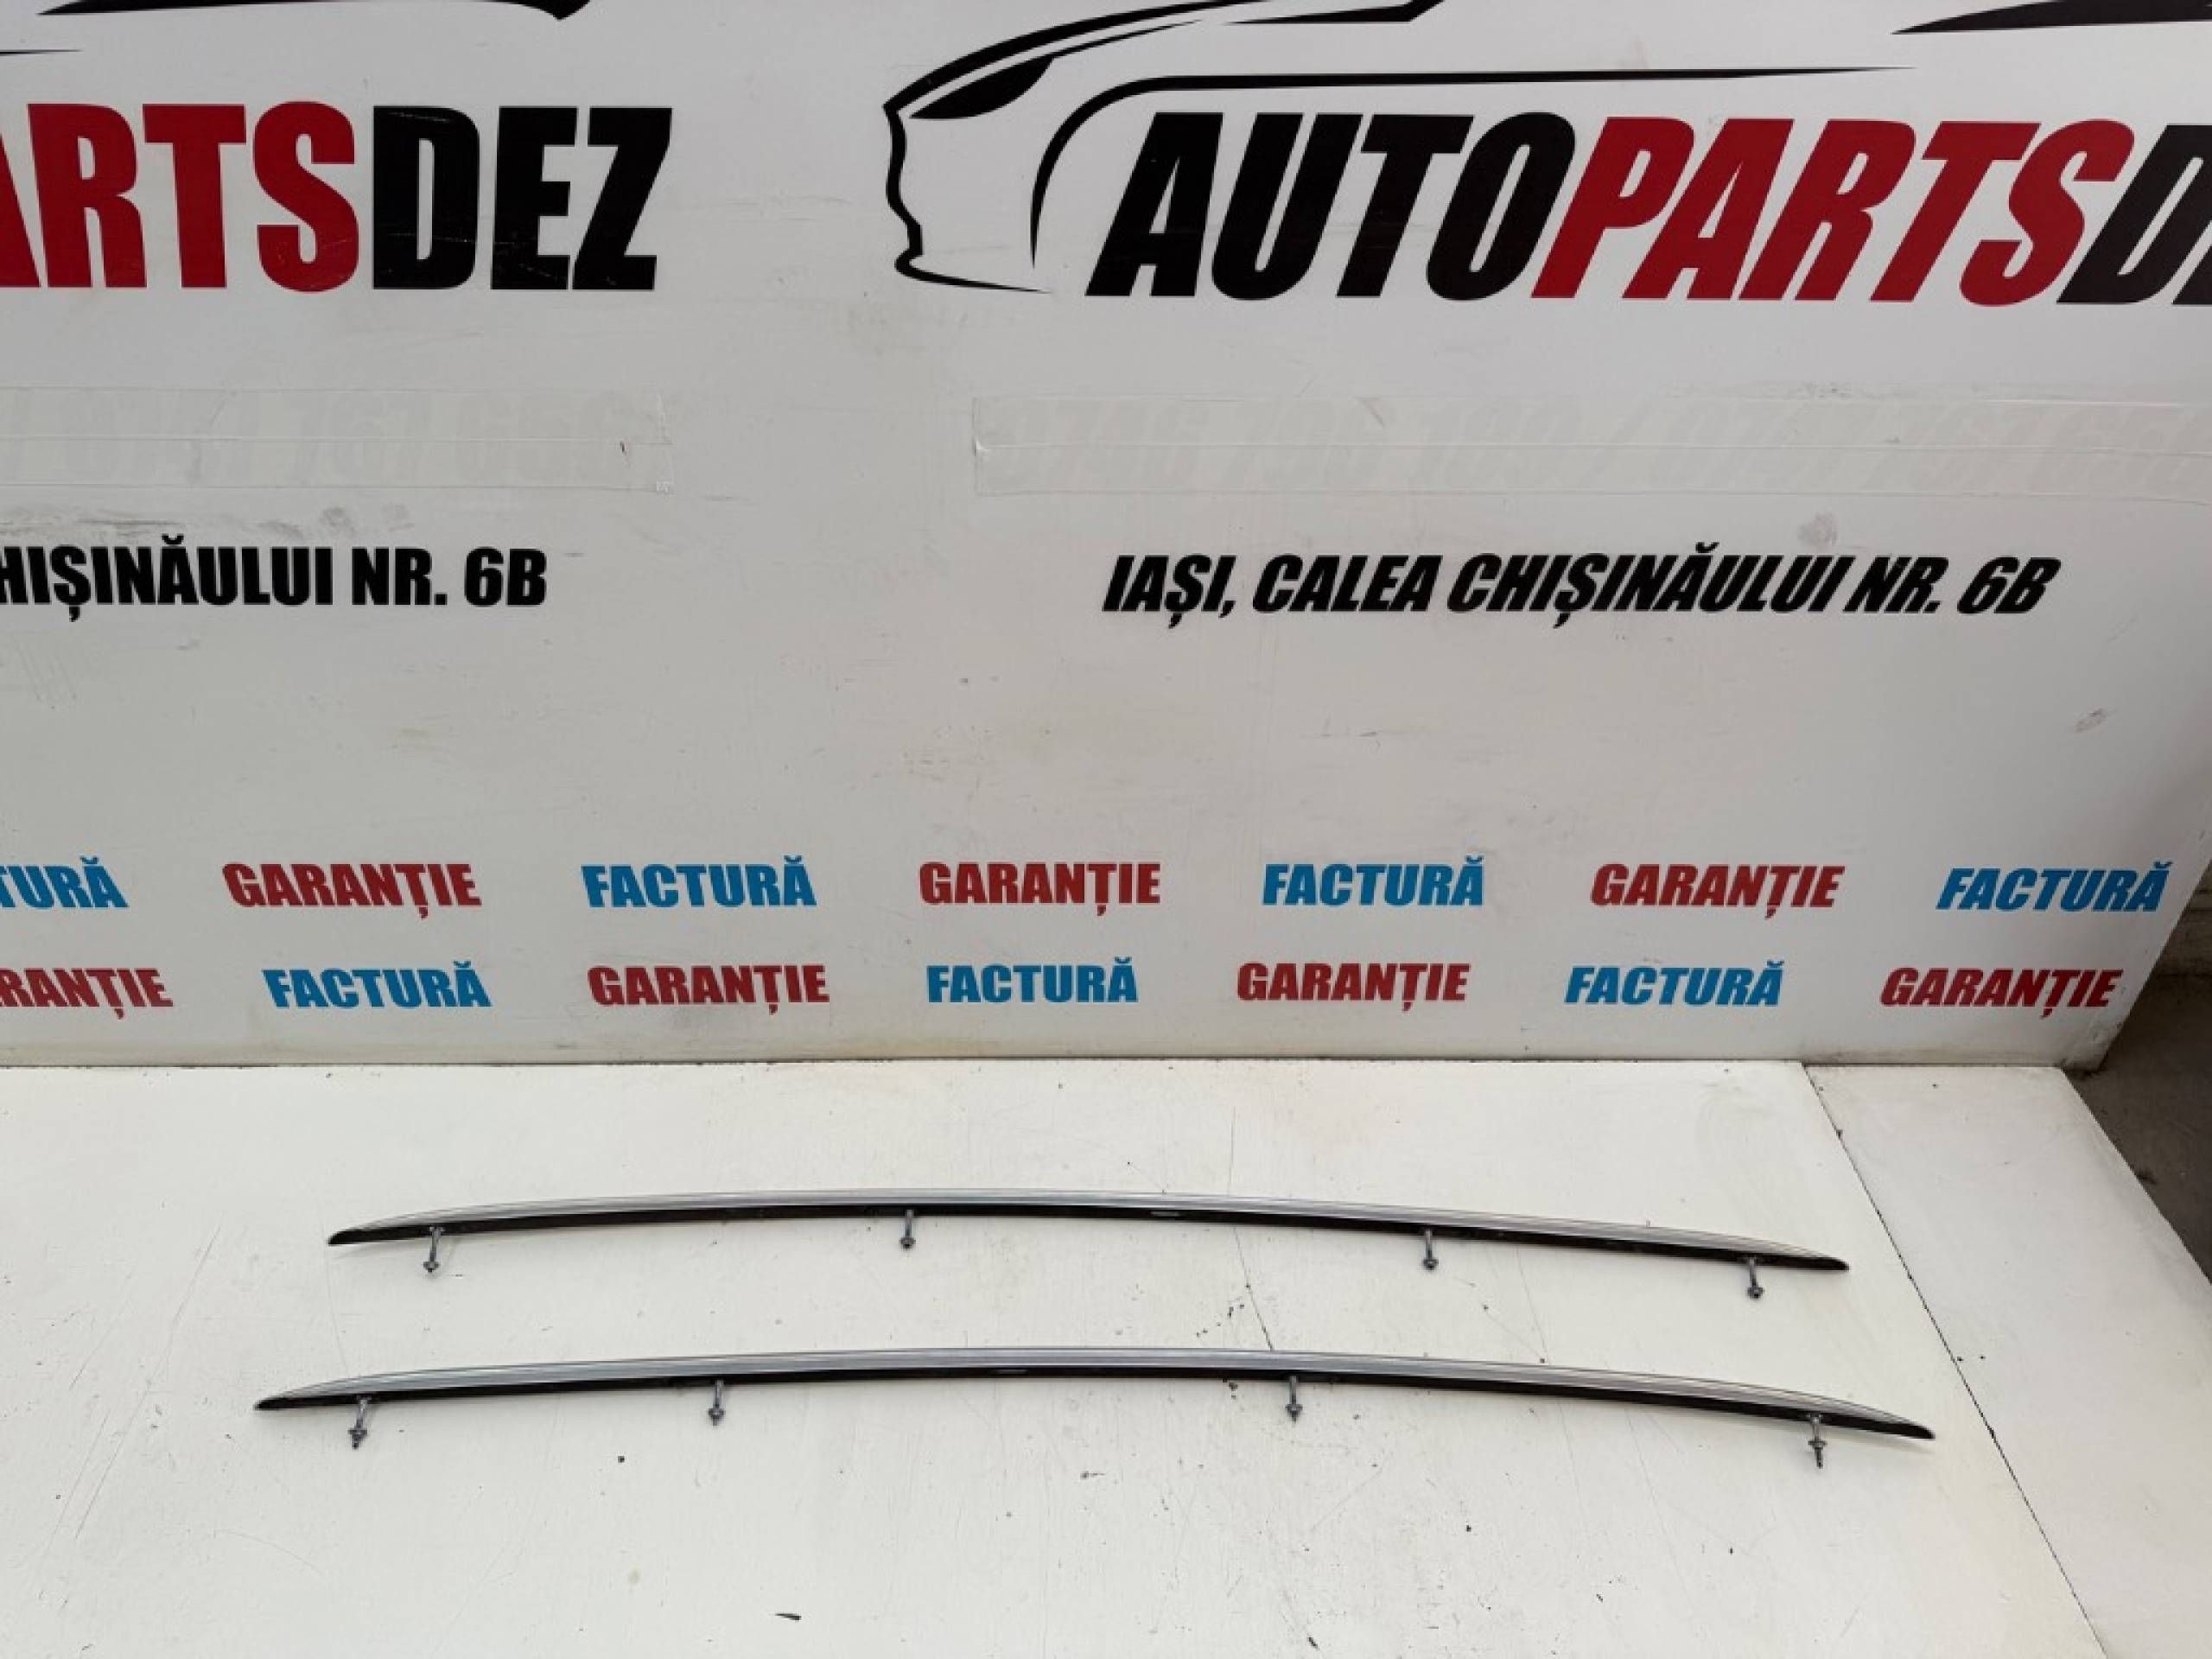 ARTSDEZ AUTOPARTSD
HIȘINĂULUI NR. 6B IAȘI, CALEA CHIȘINĂULUI NR. 6B
TURĂ GARANȚIE FACTURĂ GARANȚIE FACTURĂ GARANȚIE FACTURĂ
RANȚIE FACTURĂ GARANȚIE FACTURĂ GARANȚIE FACTURĂ GARANȚIE